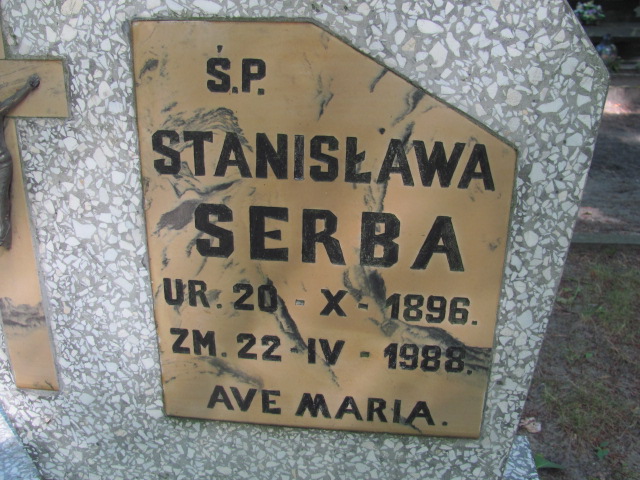 Ś.P.
STANISŁAWA
SERBA
UR. 20-X-1896.
ZM. 22-IV-1988.
AVE MARIA.